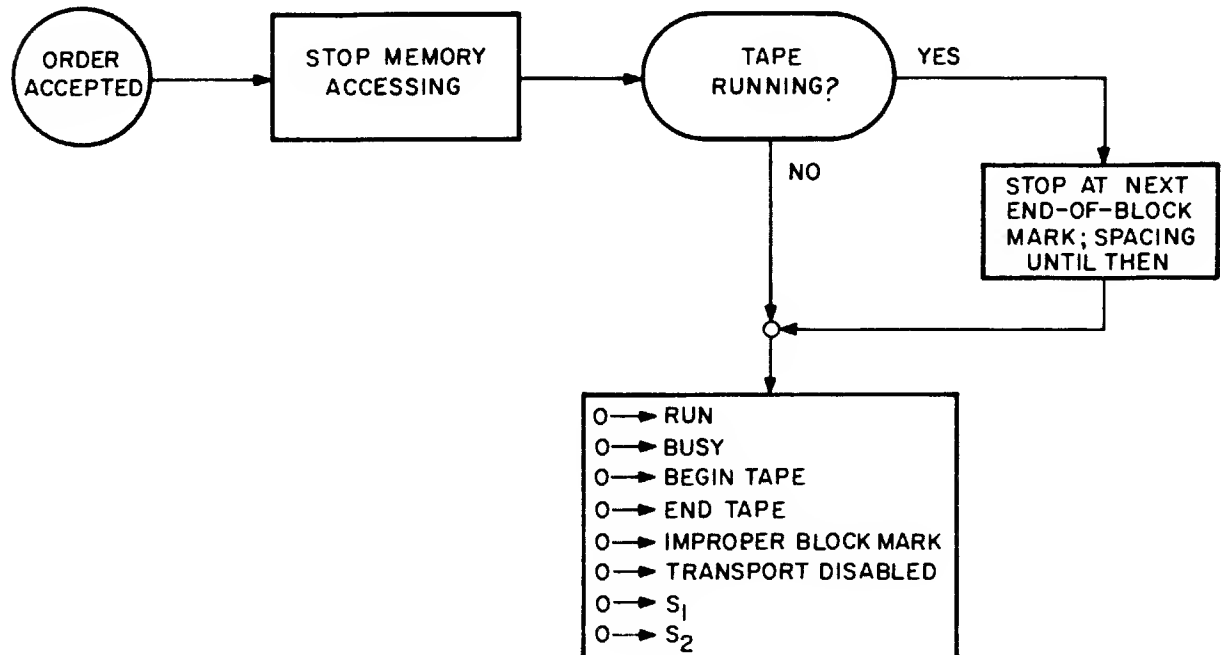 ORDER
ACCEPTED
STOP MEMORY
ACCESSING
TAPE
RUNNING?
YES
NO
STOP AT NEXT
END-OF-BLOCK
MARK; SPACING
UNTIL THEN
0→RUN
0→BUSY
0→BEGIN TAPE
0→END TAPE
0→IMPROPER BLOCK MARK
0→TRANSPORT DISABLED
0→S₁
0→S₂